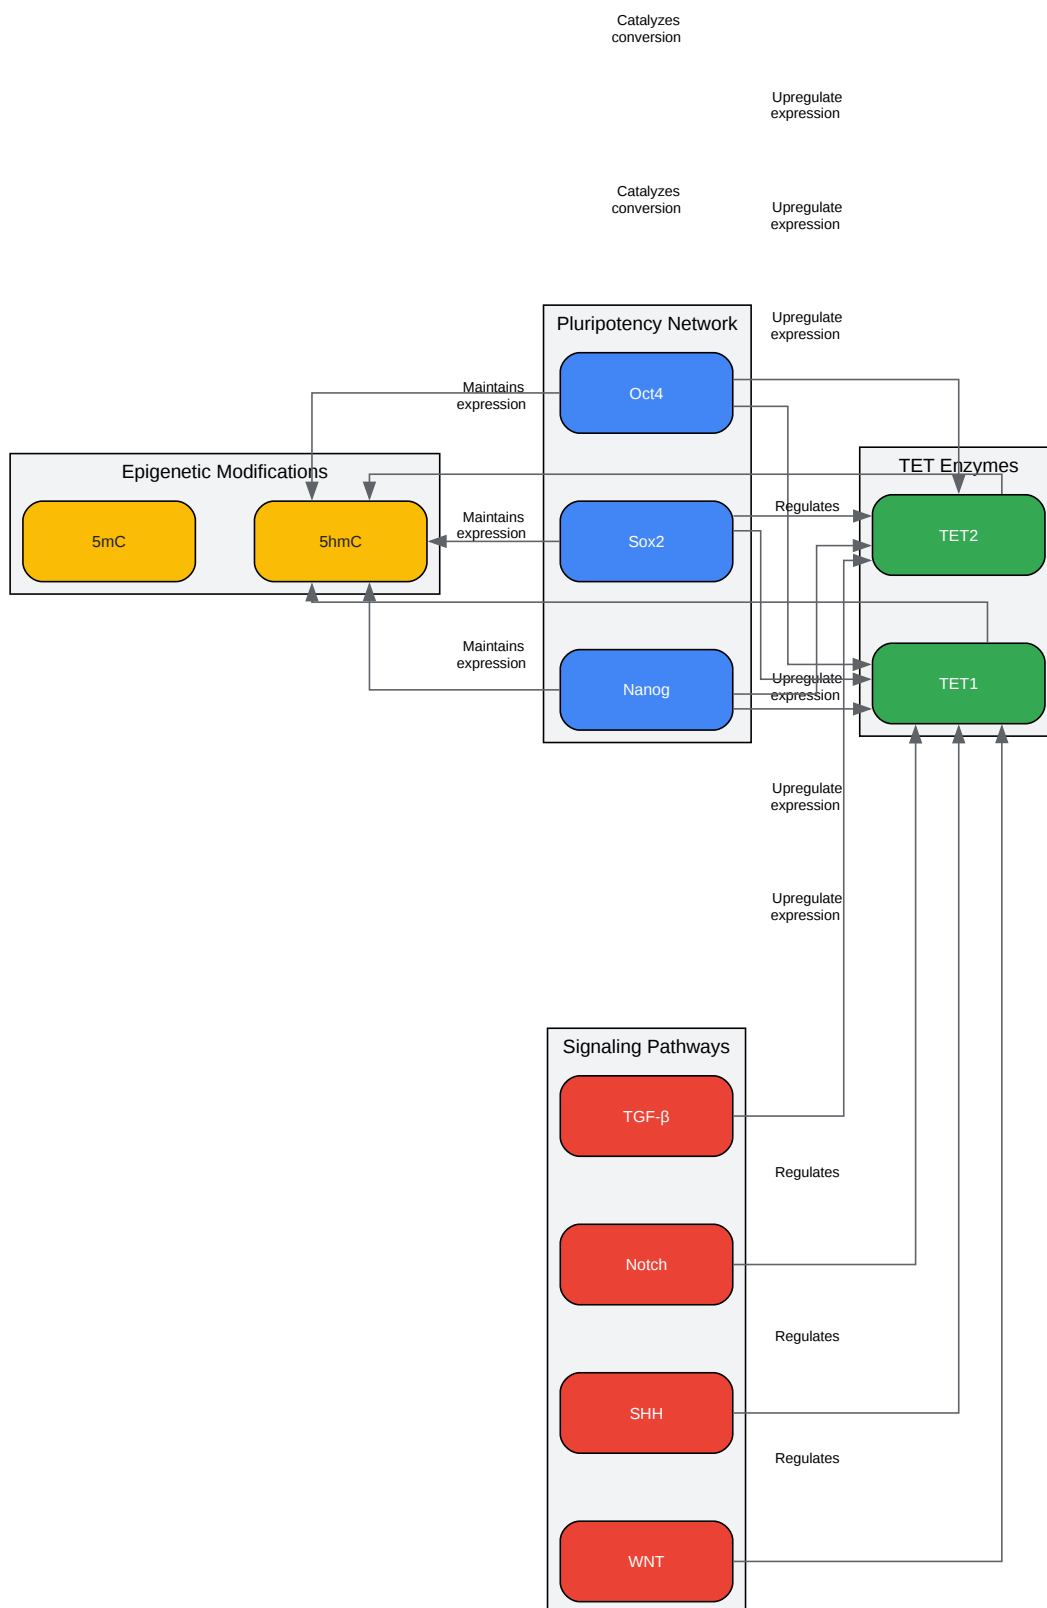 Catalyzes
conversion
Upregulate
expression
Catalyzes
conversion
Upregulate
expression
Upregulate
expression
Pluripotency Network
Oct4
Maintains
expression
Epigenetic Modifications
TET Enzymes
5mC
5hmC
Maintains
expression
Sox2
Regulates
TET2
Maintains
expression
Nanog
Upregulate
expression
TET1
Upregulate
expression
Upregulate
expression
Signaling Pathways
TGF-β
Regulates
Notch
Regulates
SHH
Regulates
WNT